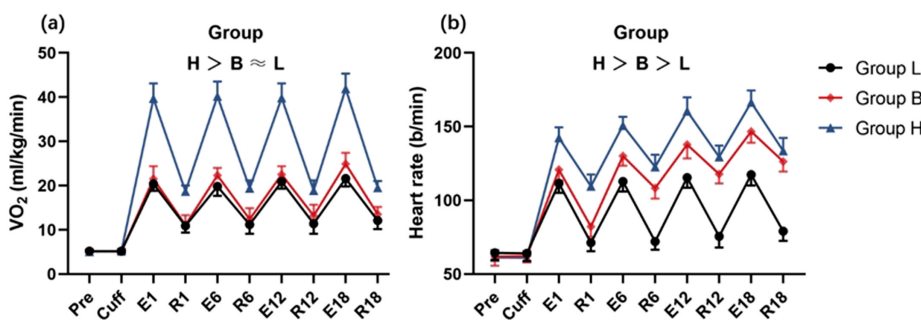 (a)
Group
H > B ≈ L
VO2 (ml/kg/min)
50
40
30
20
10
0
Pre
Cuff
E1
R1
E6
R6
E12
R12
E18
R18
(b)
Group
H > B > L
Heart rate (lb/min)
200
150
100
50
Pre
Cuff
E1
R1
E6
R6
E12
R12
E18
R18
Group L
Group B
Group H